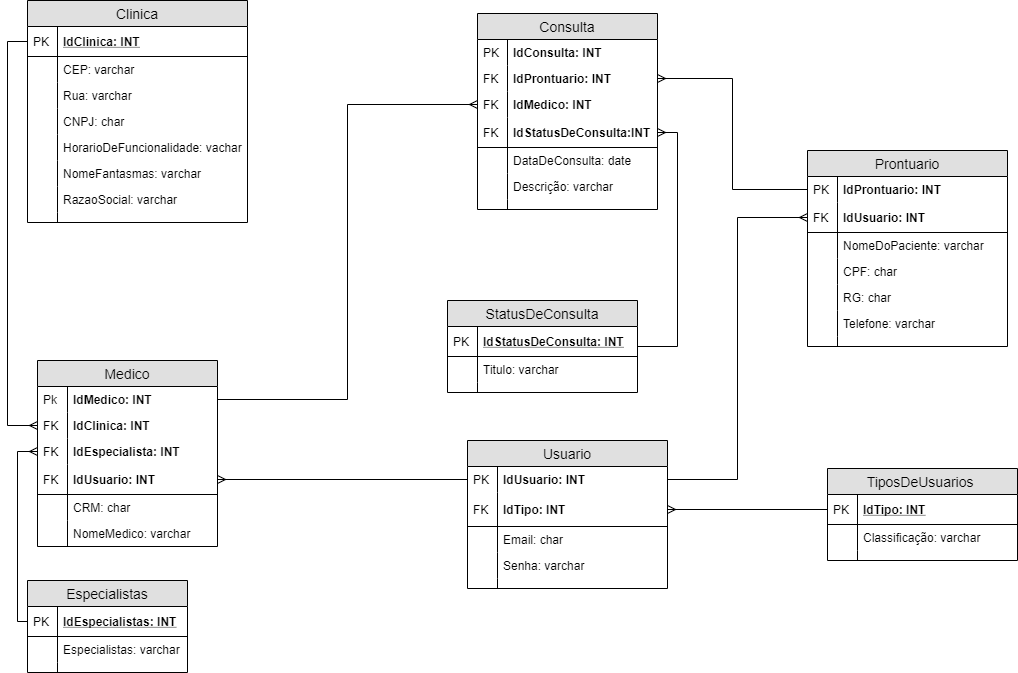 Clinica
PK IdClinica: INT
CEP: varchar
Rua: varchar
CNPJ: char
HorarioDeFuncionalidade: vachar
NomeFantasmas: varchar
RazaoSocial: varchar
Consulta
PK IdConsulta: INT
FK IdProntuario: INT
FK IdMedico: INT
FK IdStatusDeConsulta:INT
DataDeConsulta: date
Descrição: varchar
Prontuario
PK IdProntuario: INT
FK IdUsuario: INT
NomeDoPaciente: varchar
CPF: char
RG: char
Telefone: varchar
StatusDeConsulta
PK IdStatusDeConsulta: INT
Titulo: varchar
Medico
Pk IdMedico: INT
FK IdClinica: INT
FK IdEspecialista: INT
FK IdUsuario: INT
CRM: char
NomeMedico: varchar
Usuario
PK IdUsuario: INT
FK IdTipo: INT
Email: char
Senha: varchar
TiposDeUsuarios
PK IdTipo: INT
Classificação: varchar
Especialistas
PK IdEspecialistas: INT
Especialistas: varchar